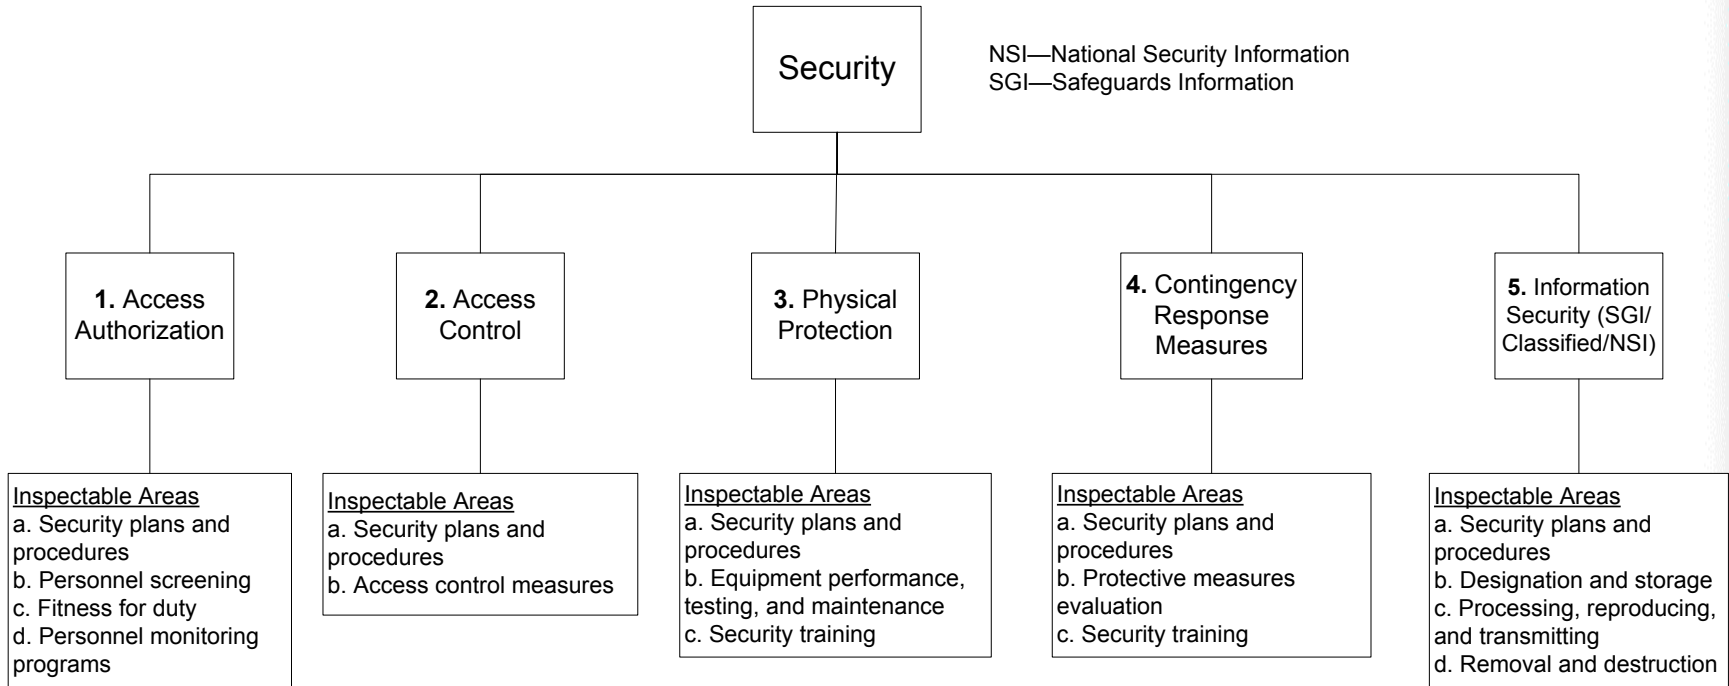 Security
NSI—National Security Information
SGI—Safeguards Information
1. Access
Authorization
2. Access
Control
3. Physical
Protection
4. Contingency
Response
Measures
5. Information
Security (SGI/
Classified/NSI)
Inspectable Areas
a. Security plans and
procedures
b. Personnel screening
c. Fitness for duty
d. Personnel monitoring
programs
Inspectable Areas
a. Security plans and
procedures
b. Access control measures
Inspectable Areas
a. Security plans and
procedures
b. Equipment performance,
testing, and maintenance
c. Security training
Inspectable Areas
a. Security plans and
procedures
b. Protective measures
evaluation
c. Security training
Inspectable Areas
a. Security plans and
procedures
b. Designation and storage
c. Processing, reproducing,
and transmitting
d. Removal and destruction